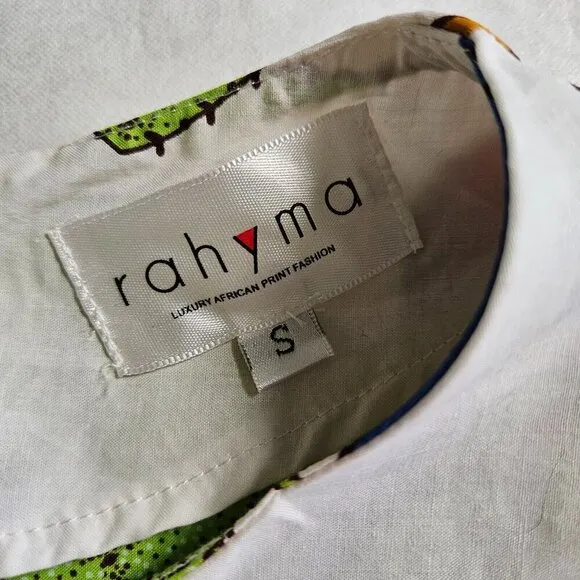 rahyma
LUXURY AFRICAN PRINT FASHION
S